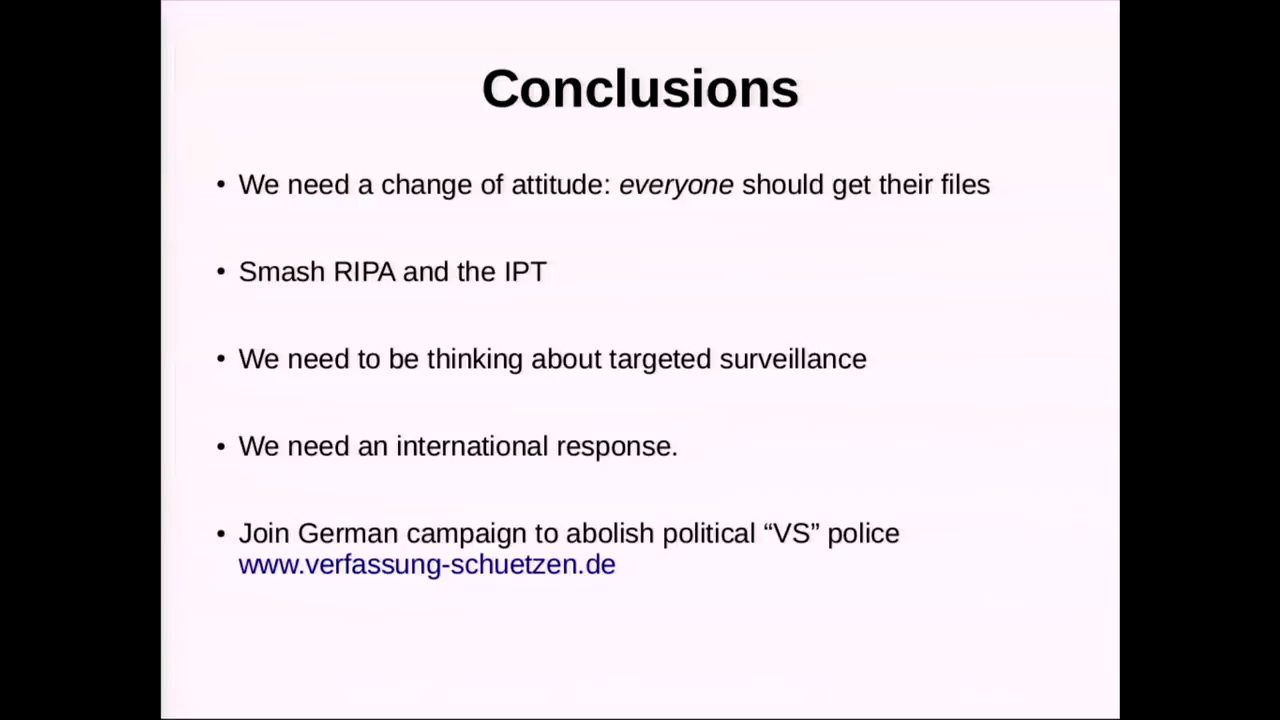 Conclusions
• We need a change of attitude: everyone should get their files
• Smash RIPA and the IPT
• We need to be thinking about targeted surveillance
• We need an international response.
• Join German campaign to abolish political “VS” police
www.verfassung-schuetzen.de